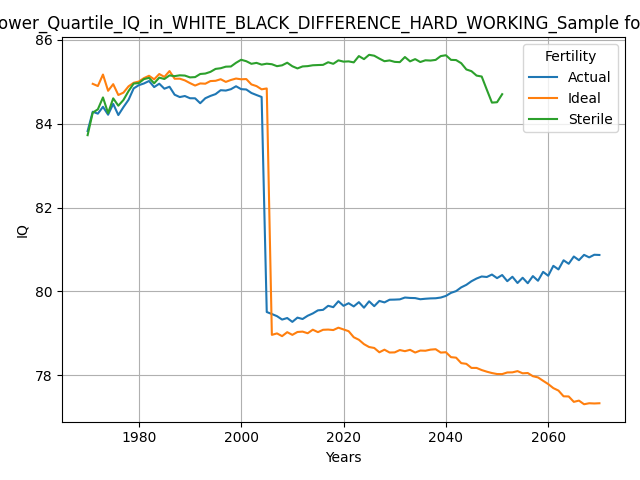 ower_Quartile_IQ_in_WHITE_BLACK_DIFFERENCE_HARD_WORKING_Sample fo
86
84
82
80
78
IQ
1980
2000
2020
2040
2060
Years
Fertility
Actual
Ideal
Sterile